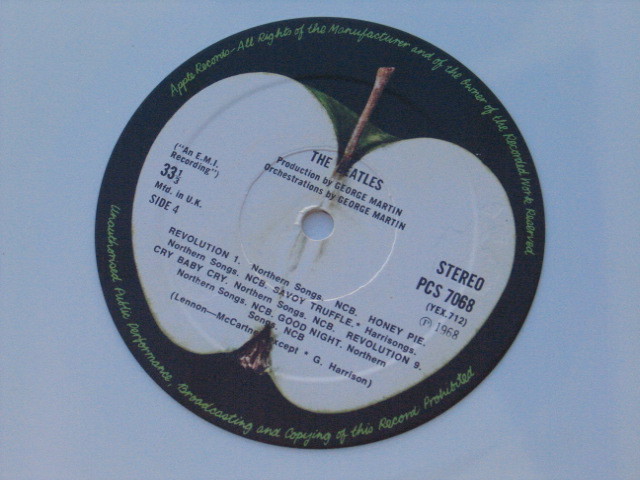 Apple Records—All Rights of the Manufacturer and of the Owner of the Recorded Work Reserved
Unauthorised Public Performance, Broadcasting and Copying of this Record Prohibited
("An E.M.I.
Recording")
33⅓
Mfd. in U.K.
SIDE 4
THE BEATLES
Production by GEORGE MARTIN
Orchestrations by GEORGE MARTIN
STEREO
PCS 7068
(YEX.712)
Ⓟ 1968
REVOLUTION 1. Northern Songs. NCB. HONEY PIE.
Northern Songs. NCB. SAVOY TRUFFLE.* Harrisongs.
CRY BABY CRY. Northern Songs. NCB. REVOLUTION 9.
Northern Songs. NCB. GOOD NIGHT. Northern
Songs. NCB
(Lennon—McCartney except * G. Harrison)